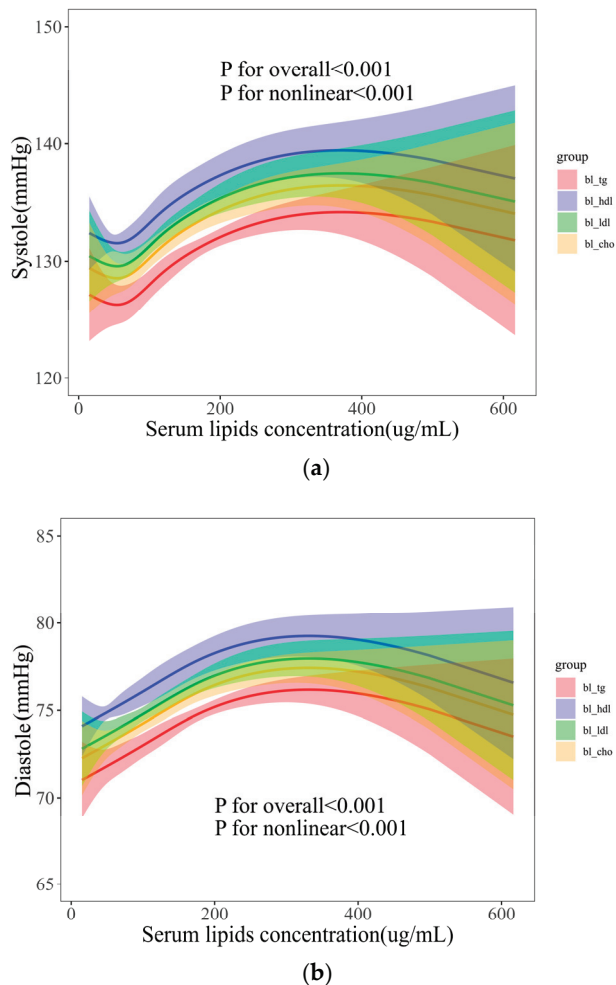 150
P for overall<0.001
P for nonlinear<0.001
140
Systole(mmHg)
group
bl_tg
bl_hdl
bl_ldl
bl_cho
130
120
0 200 400 600
Serum lipids concentration(ug/mL)
(a)
85
80
Diastole(mmHg)
group
bl_tg
bl_hdl
bl_ldl
bl_cho
75
70
P for overall<0.001
P for nonlinear<0.001
65
0 200 400 600
Serum lipids concentration(ug/mL)
(b)